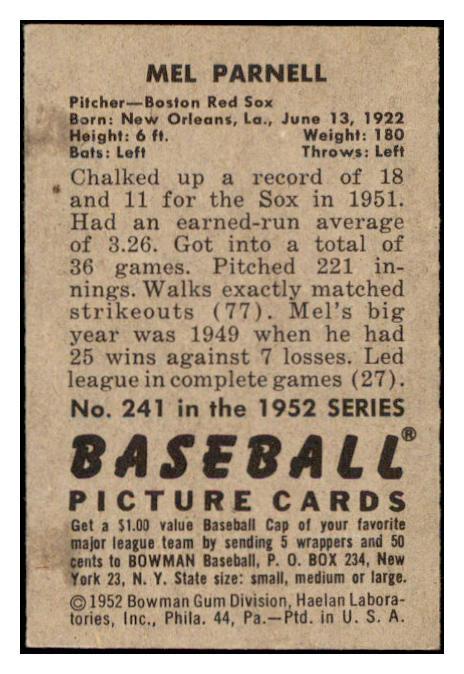 MEL PARNELL
Pitcher—Boston Red Sox
Born: New Orleans, La., June 13, 1922
Height: 6 ft. Weight: 180
Bats: Left Throws: Left
Chalked up a record of 18
and 11 for the Sox in 1951.
Had an earned-run average
of 3.26. Got into a total of
36 games. Pitched 221 in-
nings. Walks exactly matched
strikeouts (77). Mel's big
year was 1949 when he had
25 wins against 7 losses. Led
league in complete games (27).
No. 241 in the 1952 SERIES
BASEBALL®
PICTURE CARDS
Get a $1.00 value Baseball Cap of your favorite
major league team by sending 5 wrappers and 50
cents to BOWMAN Baseball, P. O. BOX 234, New
York 23, N. Y. State size: small, medium or large.
©1952 Bowman Gum Division, Haelan Labora-
tories, Inc., Phila. 44, Pa.—Ptd. in U. S. A.